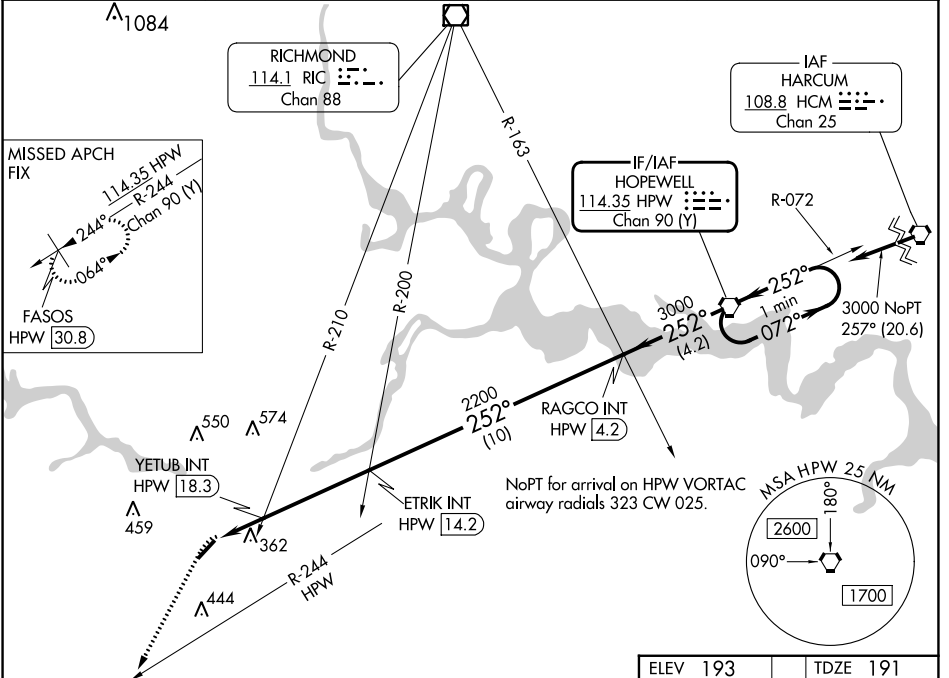 1084
RICHMOND
114.1 RIC
Chan 88
IAF
HARCUM
108.8 HCM
Chan 25
R-163
MISSED APCH
FIX
114.35 HPW
R-244
Chan 90 (Y)
244°
064°
FASOS
HPW 30.8
IF/IAF
HOPEWELL
114.35 HPW
Chan 90 (Y)
R-072
252°
1 min
072°
3000 NoPT
257° (20.6)
3000
252°
(4.2)
R-210
R-200
2200
252°
(10)
RAGCO INT
HPW 4.2
550
574
YETUB INT
HPW 18.3
459
362
ETRIK INT
HPW 14.2
NoPT for arrival on HPW VORTAC
airway radials 323 CW 025.
R-244
HPW
444
MSA HPW 25 NM
180°
2600
090°
1700
ELEV 193
TDZE 191